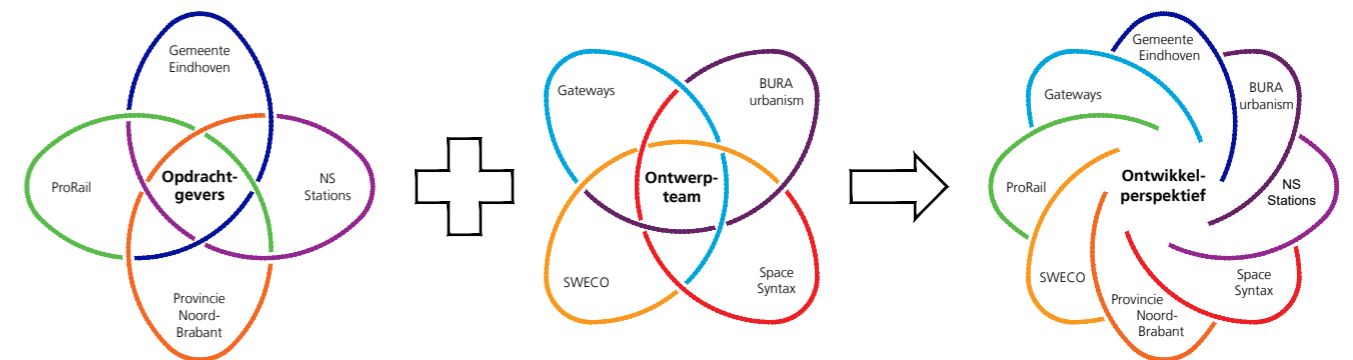 Gemeente
Eindhoven
ProRail
Opdracht-
gevers
NS
Stations
Provincie
Noord-
Brabant
Gateways
BURA
urbanism
Ontwerp-
team
SWECO
Space
Syntax
Gemeente
Eindhoven
Gateways
BURA
urbanism
ProRail
Ontwikkel-
perspektief
NS
Stations
SWECO
Space
Syntax
Provincie
Noord-
Brabant